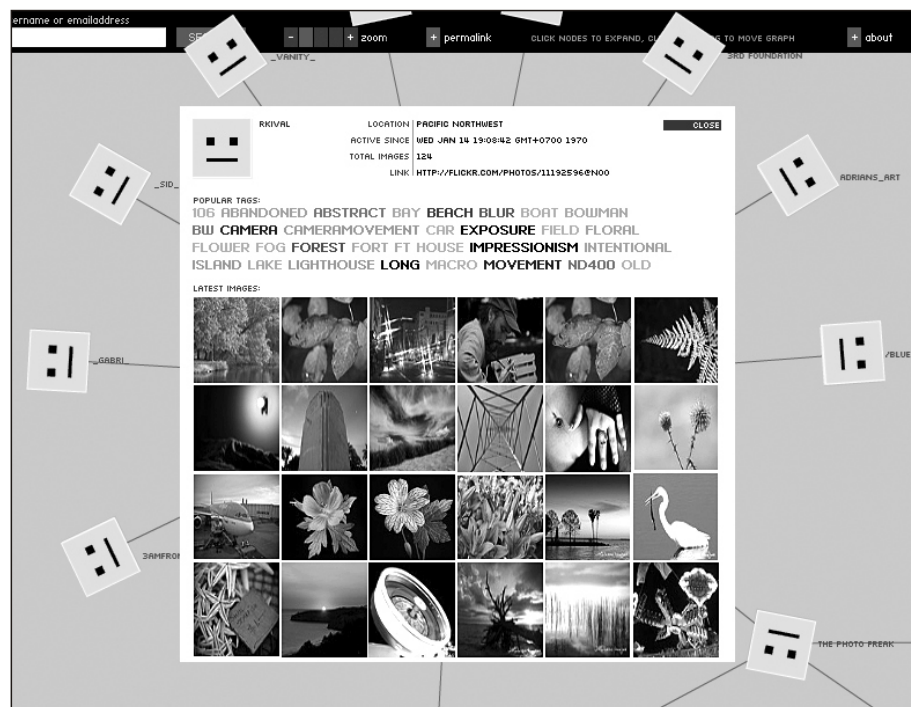 ername or emailaddress
- + zoom + permalink CLICK NODES TO EXPAND, CL G TO MOVE GRAPH + about
_VANITY_
3RD FOUNDATION
RKIVAL
LOCATION PACIFIC NORTHWEST
CLOSE
ACTIVE SINCE WED JAN 14 19:08:42 GMT+0700 1970
TOTAL IMAGES 124
LINK HTTP://FLICKR.COM/PHOTOS/11192596@N00
_SID_
ADRIANS_ART
POPULAR TAGS:
106 ABANDONED ABSTRACT BAY BEACH BLUR BOAT BOWMAN
BW CAMERA CAMERAMOVEMENT CAR EXPOSURE FIELD FLORAL
FLOWER FOG FOREST FORT FT HOUSE IMPRESSIONISM INTENTIONAL
ISLAND LAKE LIGHTHOUSE LONG MACRO MOVEMENT ND400 OLD
LATEST IMAGES:
_GABRI_
/BLUE
3AMFRO
THE PHOTO FREAK